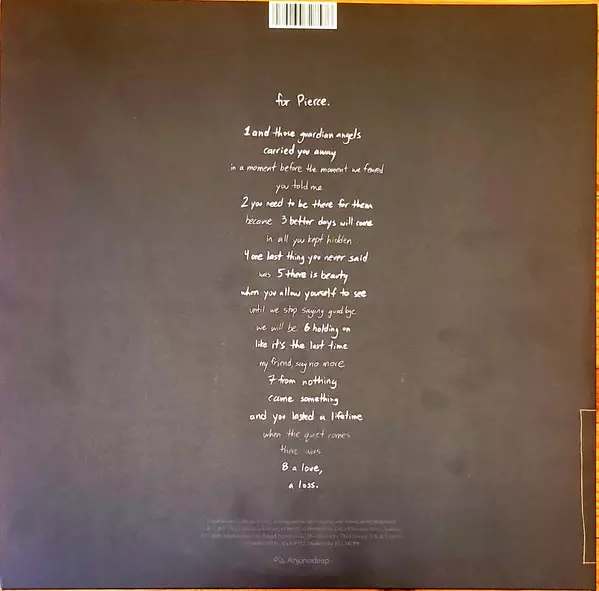 for Pierce.
1 and those guardian angels
carried you away
in a moment before the moment we found
you told me
2 you need to be there for them
because 3 better days will come
in all you kept hidden
4 one last thing you never said
was 5 there is beauty
when you allow yourself to see
until we stop saying goodbye
we will be 6 holding on
like it's the last time
my friend, say no more
7 from nothing
came something
and you lasted a lifetime
when the quiet comes
there was
8 a love,
a loss.
Anjunadeep